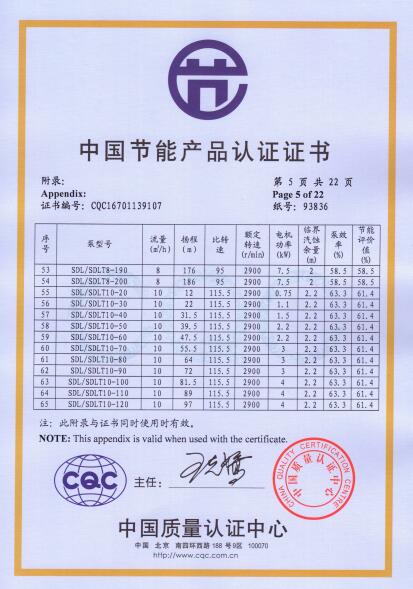 中国节能产品认证证书
附录: 第 5 页 共 22 页
Appendix: Page 5 of 22
证书编号: CQC16701139107 纸号: 93836
序号 泵型号 流量(m³/h) 扬程(m) 比转速 额定转速(r/min) 电机功率(kW) 临界汽蚀余量(m) 泵效率(%) 节能评价值(%)
53 SDL/SDLT8-190 8 176 95 2900 7.5 2 58.5 58.5
54 SDL/SDLT8-200 8 186 95 2900 7.5 2 58.5 58.5
55 SDL/SDLT10-20 10 12 115.5 2900 0.75 2.2 63.3 61.4
56 SDL/SDLT10-30 10 22 115.5 2900 1.1 2.2 63.3 61.4
57 SDL/SDLT10-40 10 31.5 115.5 2900 1.5 2.2 63.3 61.4
58 SDL/SDLT10-50 10 39.5 115.5 2900 2.2 2.2 63.3 61.4
59 SDL/SDLT10-60 10 47.5 115.5 2900 2.2 2.2 63.3 61.4
60 SDL/SDLT10-70 10 55.5 115.5 2900 3 2.2 63.3 61.4
61 SDL/SDLT10-80 10 64 115.5 2900 3 2.2 63.3 61.4
62 SDL/SDLT10-90 10 72 115.5 2900 3 2.2 63.3 61.4
63 SDL/SDLT10-100 10 81.5 115.5 2900 4 2.2 63.3 61.4
64 SDL/SDLT10-110 10 89 115.5 2900 4 2.2 63.3 61.4
65 SDL/SDLT10-120 10 97 115.5 2900 4 2.2 63.3 61.4
注: 此附录与证书同时使用时有效。
NOTE: This appendix is valid when used with the certificate.
CQC
主任:
CHINA QUALITY CERTIFICATION CENTRE
中国质量认证中心
中国质量认证中心
中国 北京 南四环西路 188 号 9区 100070
http://www.cqc.com.cn